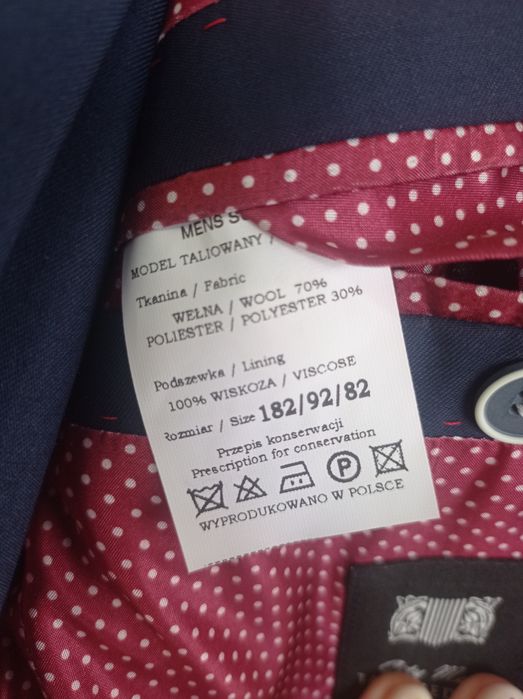 MENS
MODEL TALIOWANY /
Tkanina / Fabric
WEŁNA / WOOL 70%
POLIESTER / POLYESTER 30%
Podszewka / Lining
100% WISKOZA / VISCOSE
Rozmiar / Size 182/92/82
Przepis konserwacji
Prescription for conservation
P
WYPRODUKOWANO W POLSCE